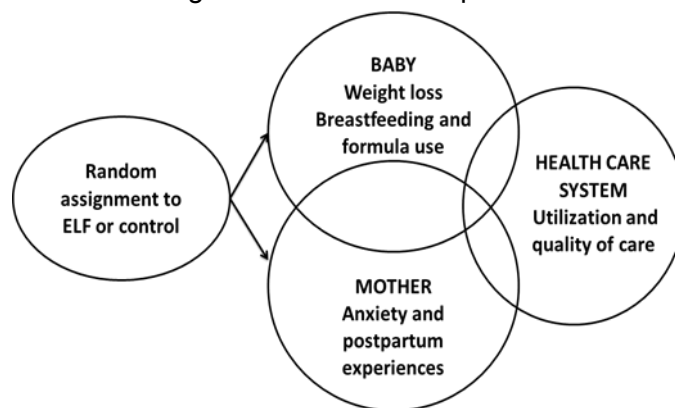 BABY
Weight loss
Breastfeeding and
formula use
Random
assignment to
ELF or control
HEALTH CARE
SYSTEM
Utilization and
quality of care
MOTHER
Anxiety and
postpartum
experiences